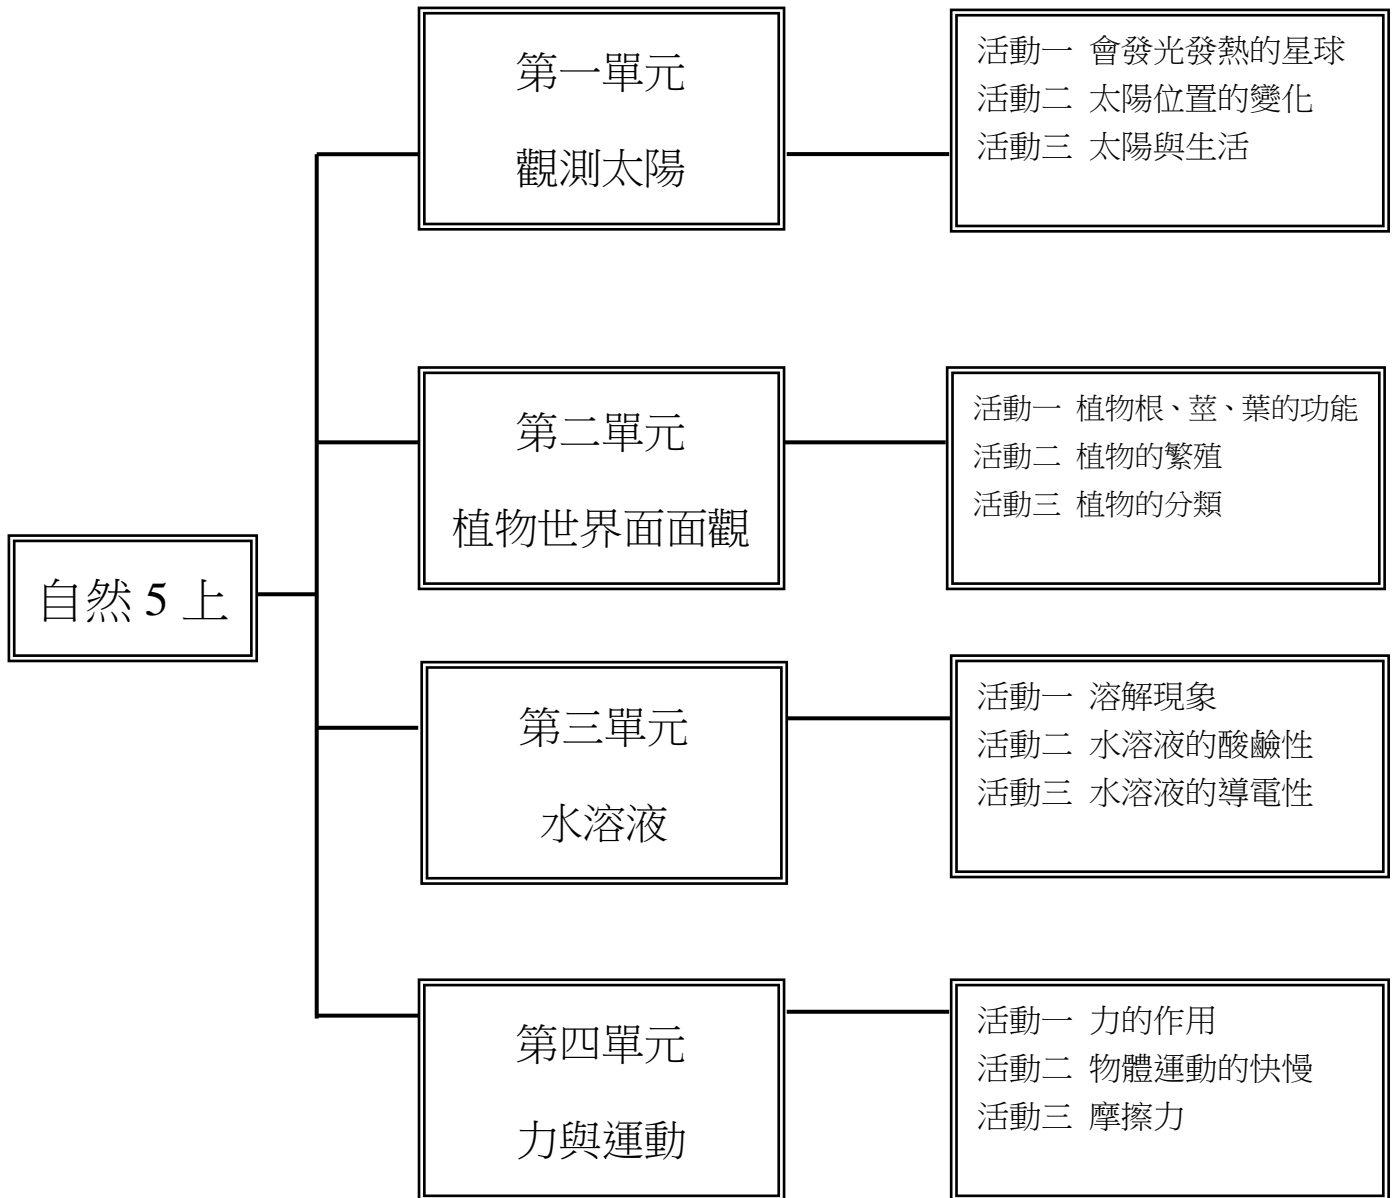 自然 5 上
第一單元
觀測太陽
活動一 會發光發熱的星球
活動二 太陽位置的變化
活動三 太陽與生活
第二單元
植物世界面面觀
活動一 植物根、莖、葉的功能
活動二 植物的繁殖
活動三 植物的分類
第三單元
水溶液
活動一 溶解現象
活動二 水溶液的酸鹼性
活動三 水溶液的導電性
第四單元
力與運動
活動一 力的作用
活動二 物體運動的快慢
活動三 摩擦力